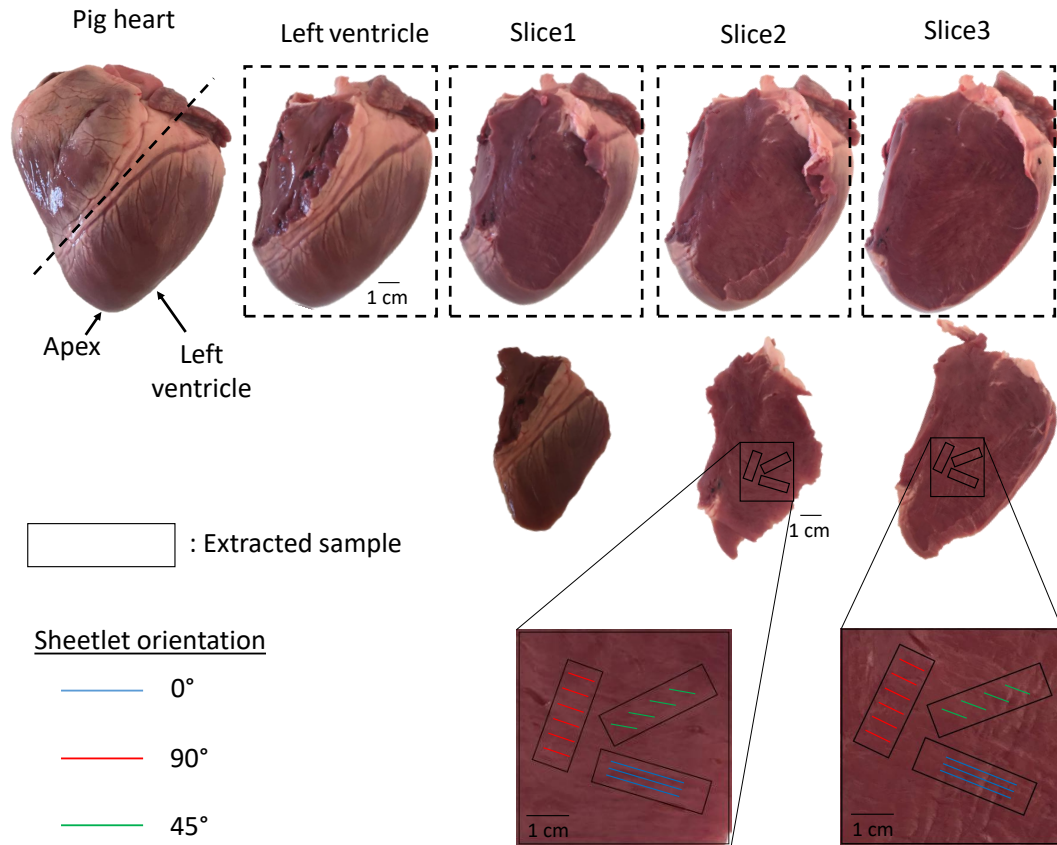 Pig heart
Left ventricle
Slice1
Slice2
Slice3
1 cm
Apex
Left
ventricle
1 cm
: Extracted sample
Sheetlet orientation
0°
90°
45°
1 cm
1 cm